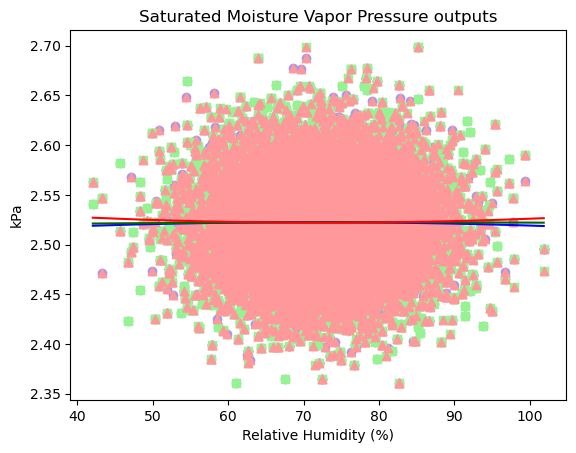 Saturated Moisture Vapor Pressure outputs
2.70
2.65
2.60
2.55
2.50
2.45
2.40
2.35
kPa
40 50 60 70 80 90 100
Relative Humidity (%)